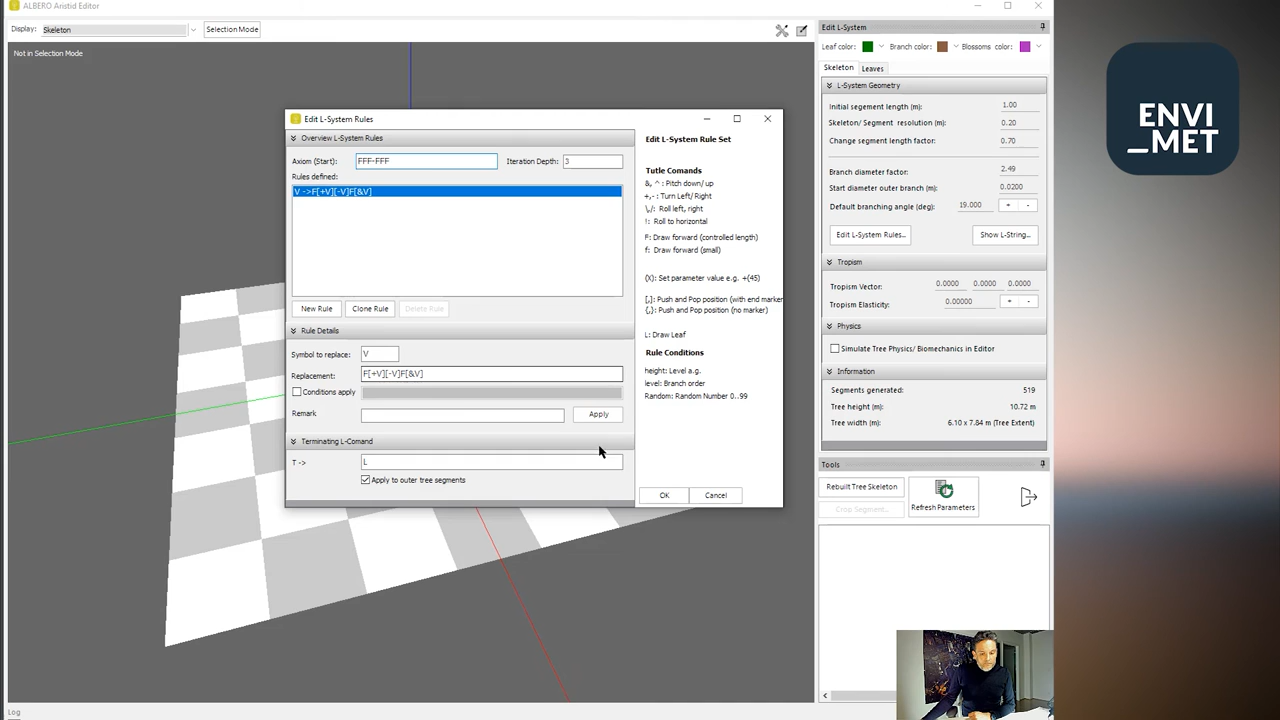 ALBERO Aristid Editor
Display: Skeleton Selection Mode
Not in Selection Mode
Edit L-System Rules
Overview L-System Rules
Axiom (Start): FFF-FFF Iteration Depth: 3
Rules defined:
V ->F[+V][-V]F[&V]
New Rule Clone Rule Delete Rule
Rule Details
Symbol to replace: V
Replacement: F[+V][-V]F[&V]
Conditions apply
Remark Apply
Terminating L-Comand
T -> L
Apply to outer tree segments
Edit L-System Rule Set
Tutle Comands
&, ^ : Pitch down/ up
+,- : Turn Left/ Right
\,/: Roll left, right
!: Roll to horizontal
F: Draw forward (controlled length)
f: Draw forward (small)
(X): Set parameter value e.g. +(45)
[,]: Push and Pop position (with end marker
{,}: Push and Pop position (no marker)
L: Draw Leaf
Rule Conditions
height: Level a.g.
level: Branch order
Random: Random Number 0..99
OK Cancel
Edit L-System
Leaf color: Branch color: Blossoms color:
Skeleton Leaves
L-System Geometry
Initial segement length (m): 1.00
Skeleton/ Segment resolution (m): 0.20
Change segment length factor: 0.70
Branch diameter factor: 2.49
Start diameter outer branch (m): 0.0200
Default branching angle (deg): 19.000 + -
Edit L-System Rules... Show L-String...
Tropism
Tropism Vector: 0.0000 0.0000 0.0000
Tropism Elasticity: 0.00000 + -
Physics
Simulate Tree Physics/ Biomechanics in Editor
Information
Segments generated: 519
Tree height (m): 10.72 m
Tree width (m): 6.10 x 7.84 m (Tree Extent)
Tools
Rebuilt Tree Skeleton
Crop Segment...
Refresh Parameters
Log
ENVI
_MET